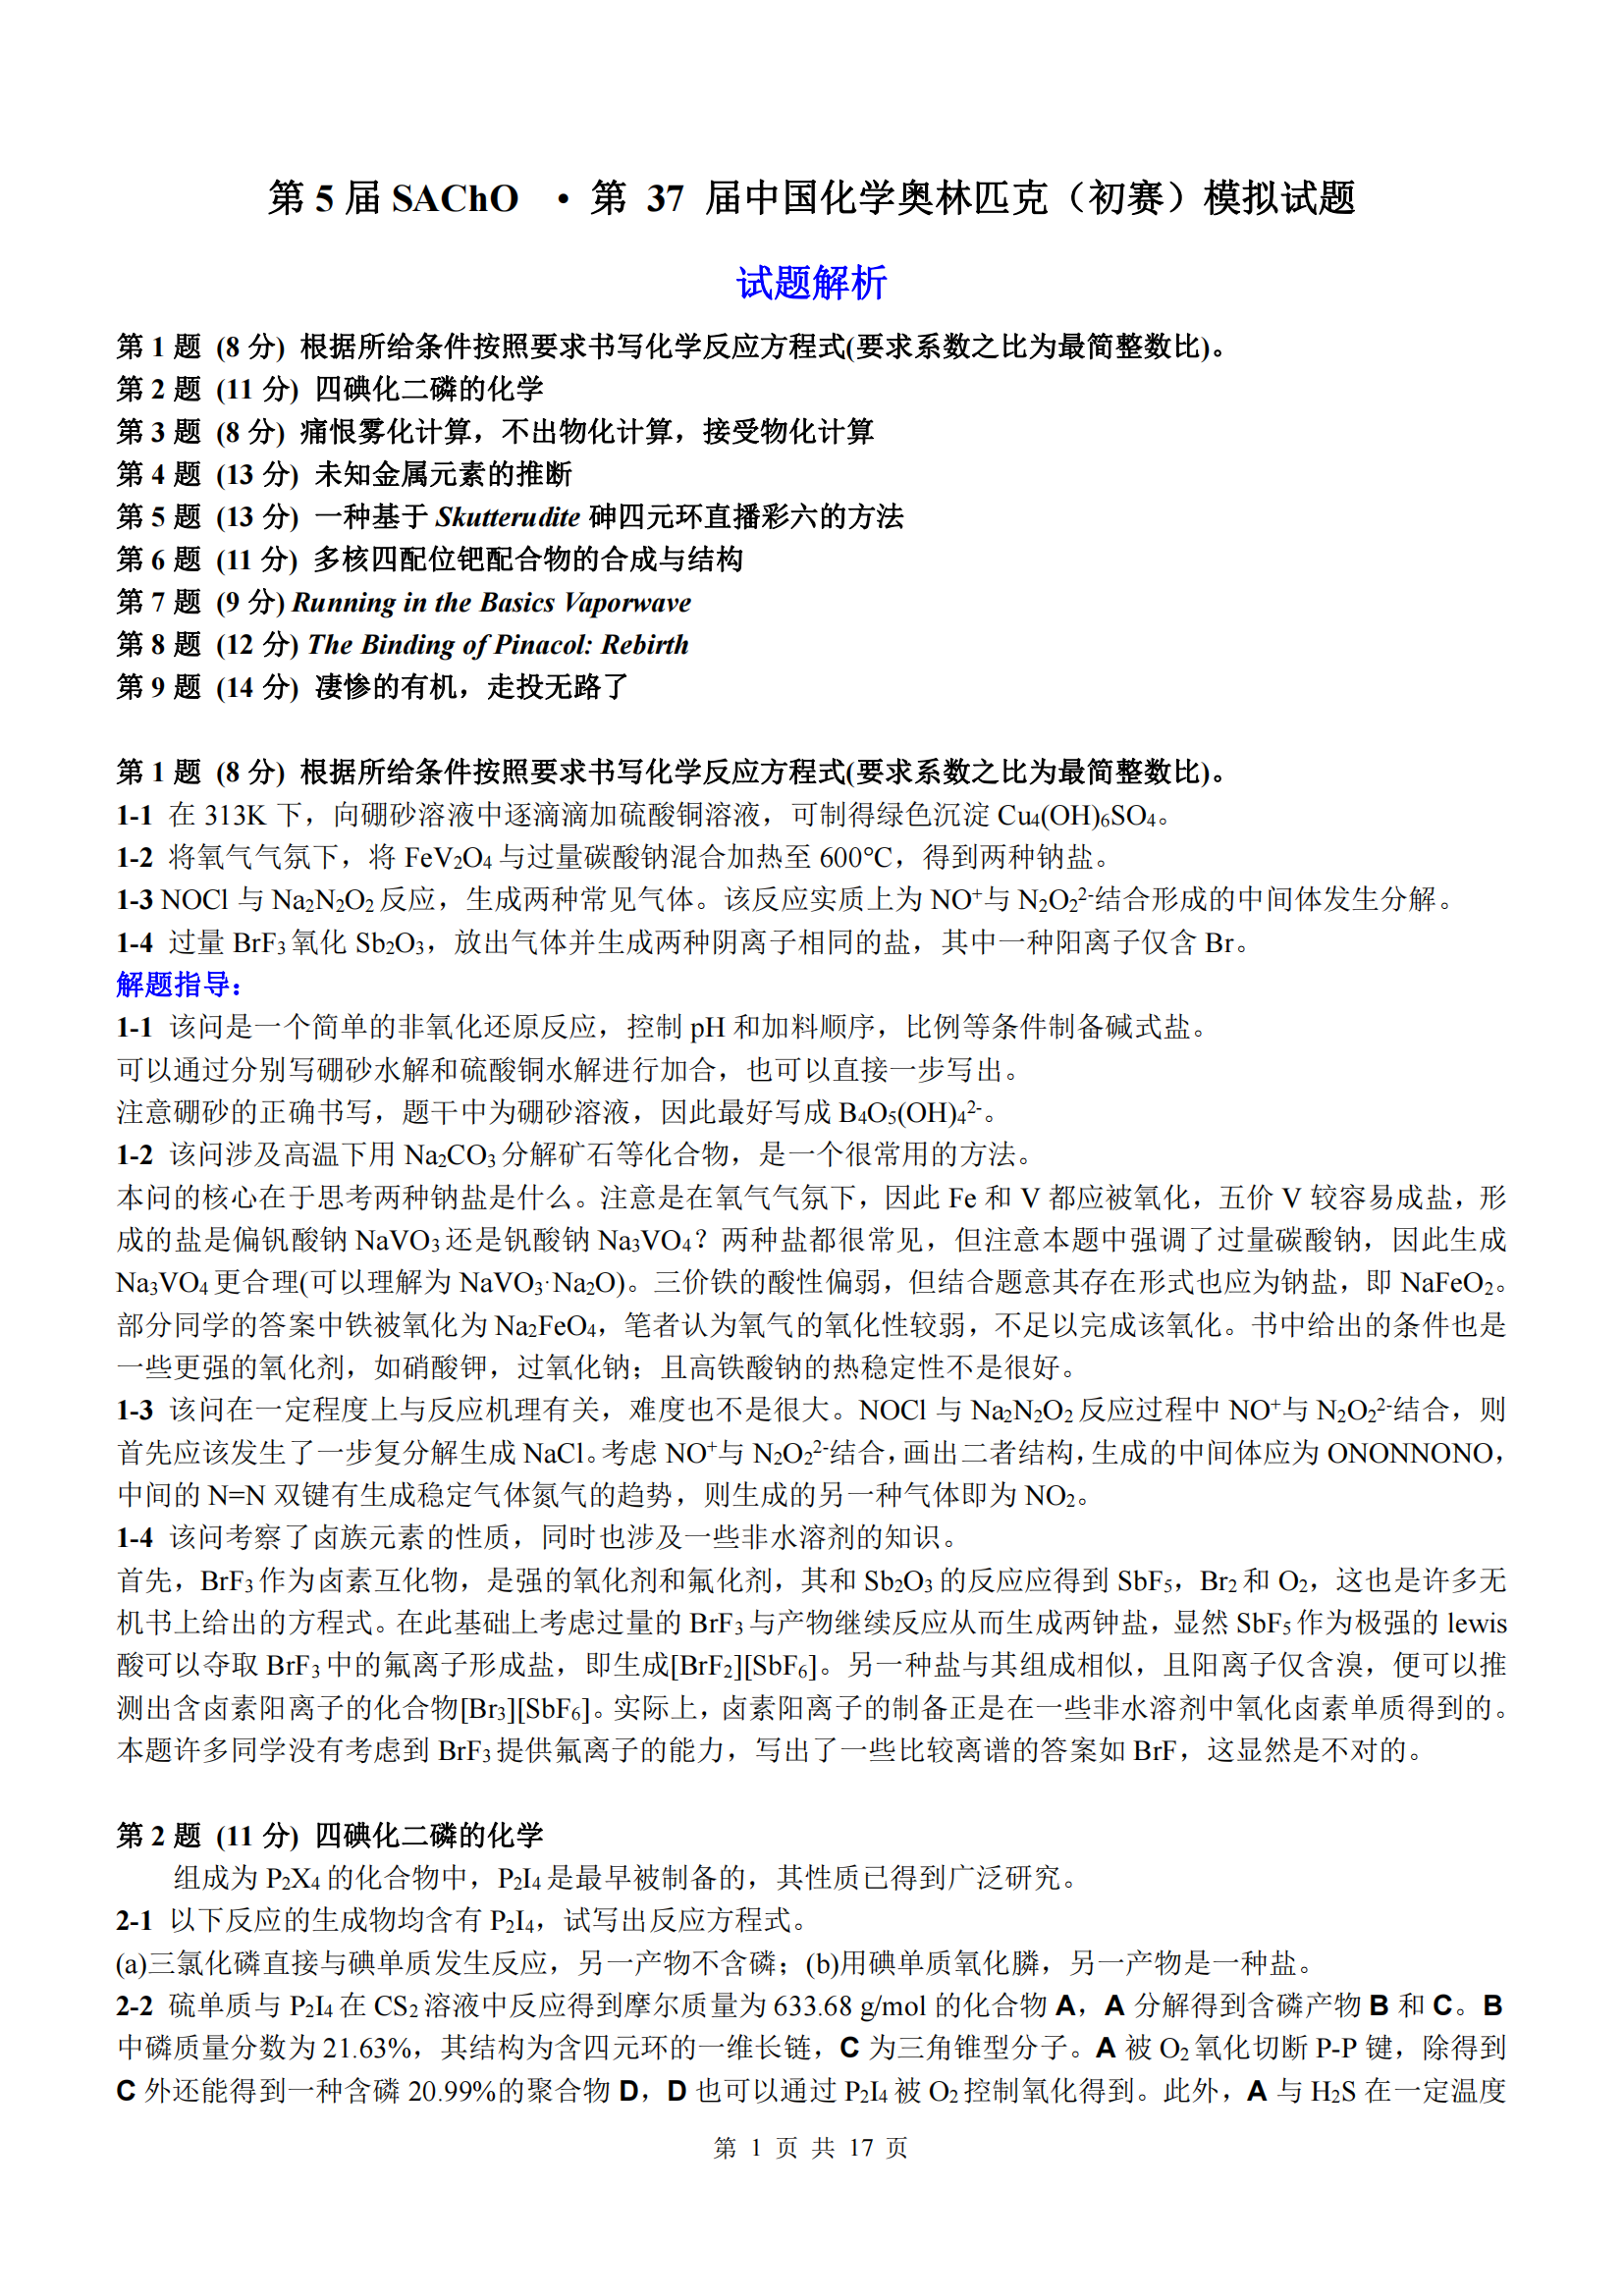 第 5 届 SAChO • 第 37 届中国化学奥林匹克（初赛）模拟试题
试题解析
第 1 题 (8 分) 根据所给条件按照要求书写化学反应方程式(要求系数之比为最简整数比)。
第 2 题 (11 分) 四碘化二磷的化学
第 3 题 (8 分) 痛恨雾化计算，不出物化计算，接受物化计算
第 4 题 (13 分) 未知金属元素的推断
第 5 题 (13 分) 一种基于 Skutterudite 砷四元环直播彩六的方法
第 6 题 (11 分) 多核四配位钯配合物的合成与结构
第 7 题 (9 分) Running in the Basics Vaporwave
第 8 题 (12 分) The Binding of Pinacol: Rebirth
第 9 题 (14 分) 凄惨的有机，走投无路了
第 1 题 (8 分) 根据所给条件按照要求书写化学反应方程式(要求系数之比为最简整数比)。
1-1 在 313K 下，向硼砂溶液中逐滴滴加硫酸铜溶液，可制得绿色沉淀 Cu₄(OH)₆SO₄。
1-2 将氧气气氛下，将 FeV₂O₄ 与过量碳酸钠混合加热至 600°C，得到两种钠盐。
1-3 NOCl 与 Na₂N₂O₂ 反应，生成两种常见气体。该反应实质上为 NO⁺与 N₂O₂²⁻结合形成的中间体发生分解。
1-4 过量 BrF₃ 氧化 Sb₂O₃，放出气体并生成两种阴离子相同的盐，其中一种阳离子仅含 Br。
解题指导：
1-1 该问是一个简单的非氧化还原反应，控制 pH 和加料顺序，比例等条件制备碱式盐。
可以通过分别写硼砂水解和硫酸铜水解进行加合，也可以直接一步写出。
注意硼砂的正确书写，题干中为硼砂溶液，因此最好写成 B₄O₅(OH)₄²⁻。
1-2 该问涉及高温下用 Na₂CO₃ 分解矿石等化合物，是一个很常用的方法。
本问的核心在于思考两种钠盐是什么。注意是在氧气气氛下，因此 Fe 和 V 都应被氧化，五价 V 较容易成盐，形
成的盐是偏钒酸钠 NaVO₃ 还是钒酸钠 Na₃VO₄？两种盐都很常见，但注意本题中强调了过量碳酸钠，因此生成
Na₃VO₄ 更合理(可以理解为 NaVO₃·Na₂O)。三价铁的酸性偏弱，但结合题意其存在形式也应为钠盐，即 NaFeO₂。
部分同学的答案中铁被氧化为 Na₂FeO₄，笔者认为氧气的氧化性较弱，不足以完成该氧化。书中给出的条件也是
一些更强的氧化剂，如硝酸钾，过氧化钠；且高铁酸钠的热稳定性不是很好。
1-3 该问在一定程度上与反应机理有关，难度也不是很大。NOCl 与 Na₂N₂O₂ 反应过程中 NO⁺与 N₂O₂²⁻结合，则
首先应该发生了一步复分解生成 NaCl。考虑 NO⁺与 N₂O₂²⁻结合，画出二者结构，生成的中间体应为 ONONNONO，
中间的 N=N 双键有生成稳定气体氮气的趋势，则生成的另一种气体即为 NO₂。
1-4 该问考察了卤族元素的性质，同时也涉及一些非水溶剂的知识。
首先，BrF₃ 作为卤素互化物，是强的氧化剂和氟化剂，其和 Sb₂O₃ 的反应应得到 SbF₅，Br₂ 和 O₂，这也是许多无
机书上给出的方程式。在此基础上考虑过量的 BrF₃ 与产物继续反应从而生成两钟盐，显然 SbF₅ 作为极强的 lewis
酸可以夺取 BrF₃ 中的氟离子形成盐，即生成[BrF₂][SbF₆]。另一种盐与其组成相似，且阳离子仅含溴，便可以推
测出含卤素阳离子的化合物[Br₃][SbF₆]。实际上，卤素阳离子的制备正是在一些非水溶剂中氧化卤素单质得到的。
本题许多同学没有考虑到 BrF₃ 提供氟离子的能力，写出了一些比较离谱的答案如 BrF，这显然是不对的。
第 2 题 (11 分) 四碘化二磷的化学
组成为 P₂X₄ 的化合物中，P₂I₄ 是最早被制备的，其性质已得到广泛研究。
2-1 以下反应的生成物均含有 P₂I₄，试写出反应方程式。
(a)三氯化磷直接与碘单质发生反应，另一产物不含磷；(b)用碘单质氧化膦，另一产物是一种盐。
2-2 硫单质与 P₂I₄ 在 CS₂ 溶液中反应得到摩尔质量为 633.68 g/mol 的化合物 A，A 分解得到含磷产物 B 和 C。B
中磷质量分数为 21.63%，其结构为含四元环的一维长链，C 为三角锥型分子。A 被 O₂ 氧化切断 P-P 键，除得到
C 外还能得到一种含磷 20.99%的聚合物 D，D 也可以通过 P₂I₄ 被 O₂ 控制氧化得到。此外，A 与 H₂S 在一定温度
第 1 页 共 17 页